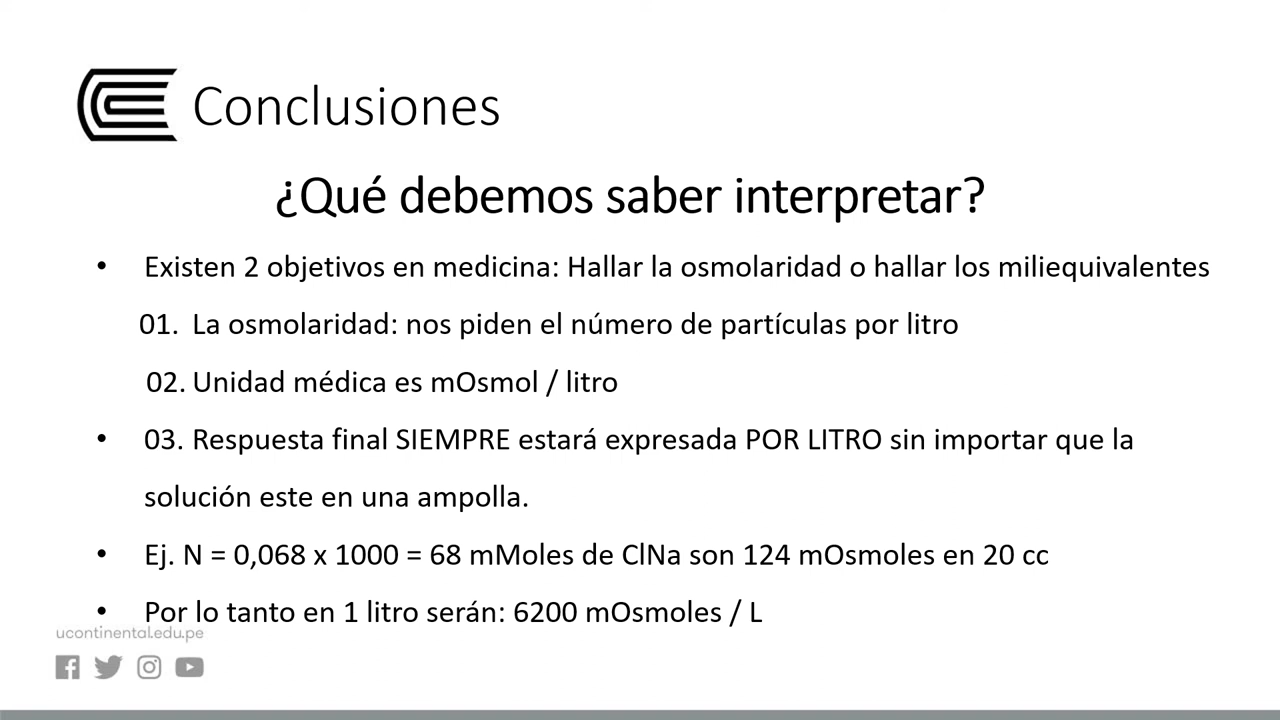 Conclusiones
¿Qué debemos saber interpretar?
• Existen 2 objetivos en medicina: Hallar la osmolaridad o hallar los miliequivalentes
01. La osmolaridad: nos piden el número de partículas por litro
02. Unidad médica es mOsmol / litro
• 03. Respuesta final SIEMPRE estará expresada POR LITRO sin importar que la
solución este en una ampolla.
• Ej. N = 0,068 x 1000 = 68 mMoles de ClNa son 124 mOsmoles en 20 cc
• Por lo tanto en 1 litro serán: 6200 mOsmoles / L
ucontinental.edu.pe